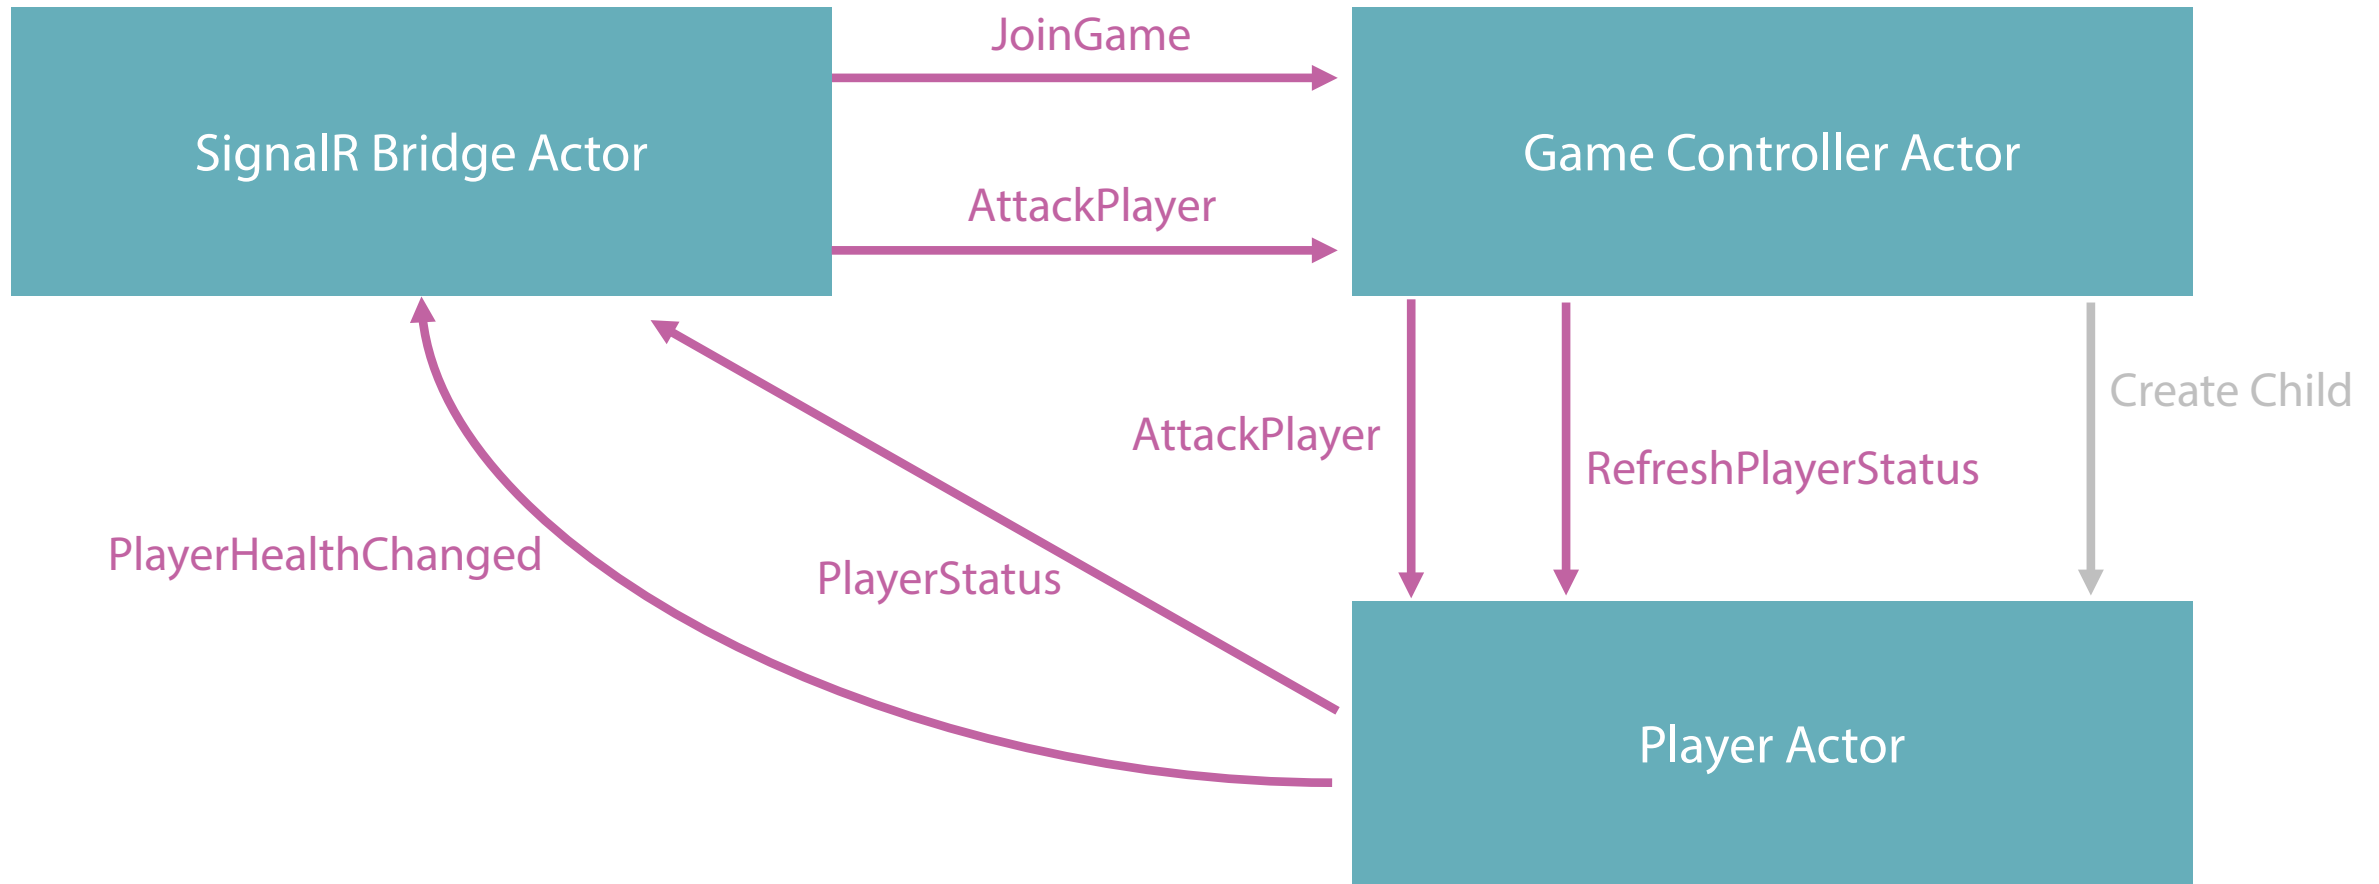 JoinGame
SignalR Bridge Actor
Game Controller Actor
AttackPlayer
Create Child
AttackPlayer
RefreshPlayerStatus
PlayerHealthChanged
PlayerStatus
Player Actor